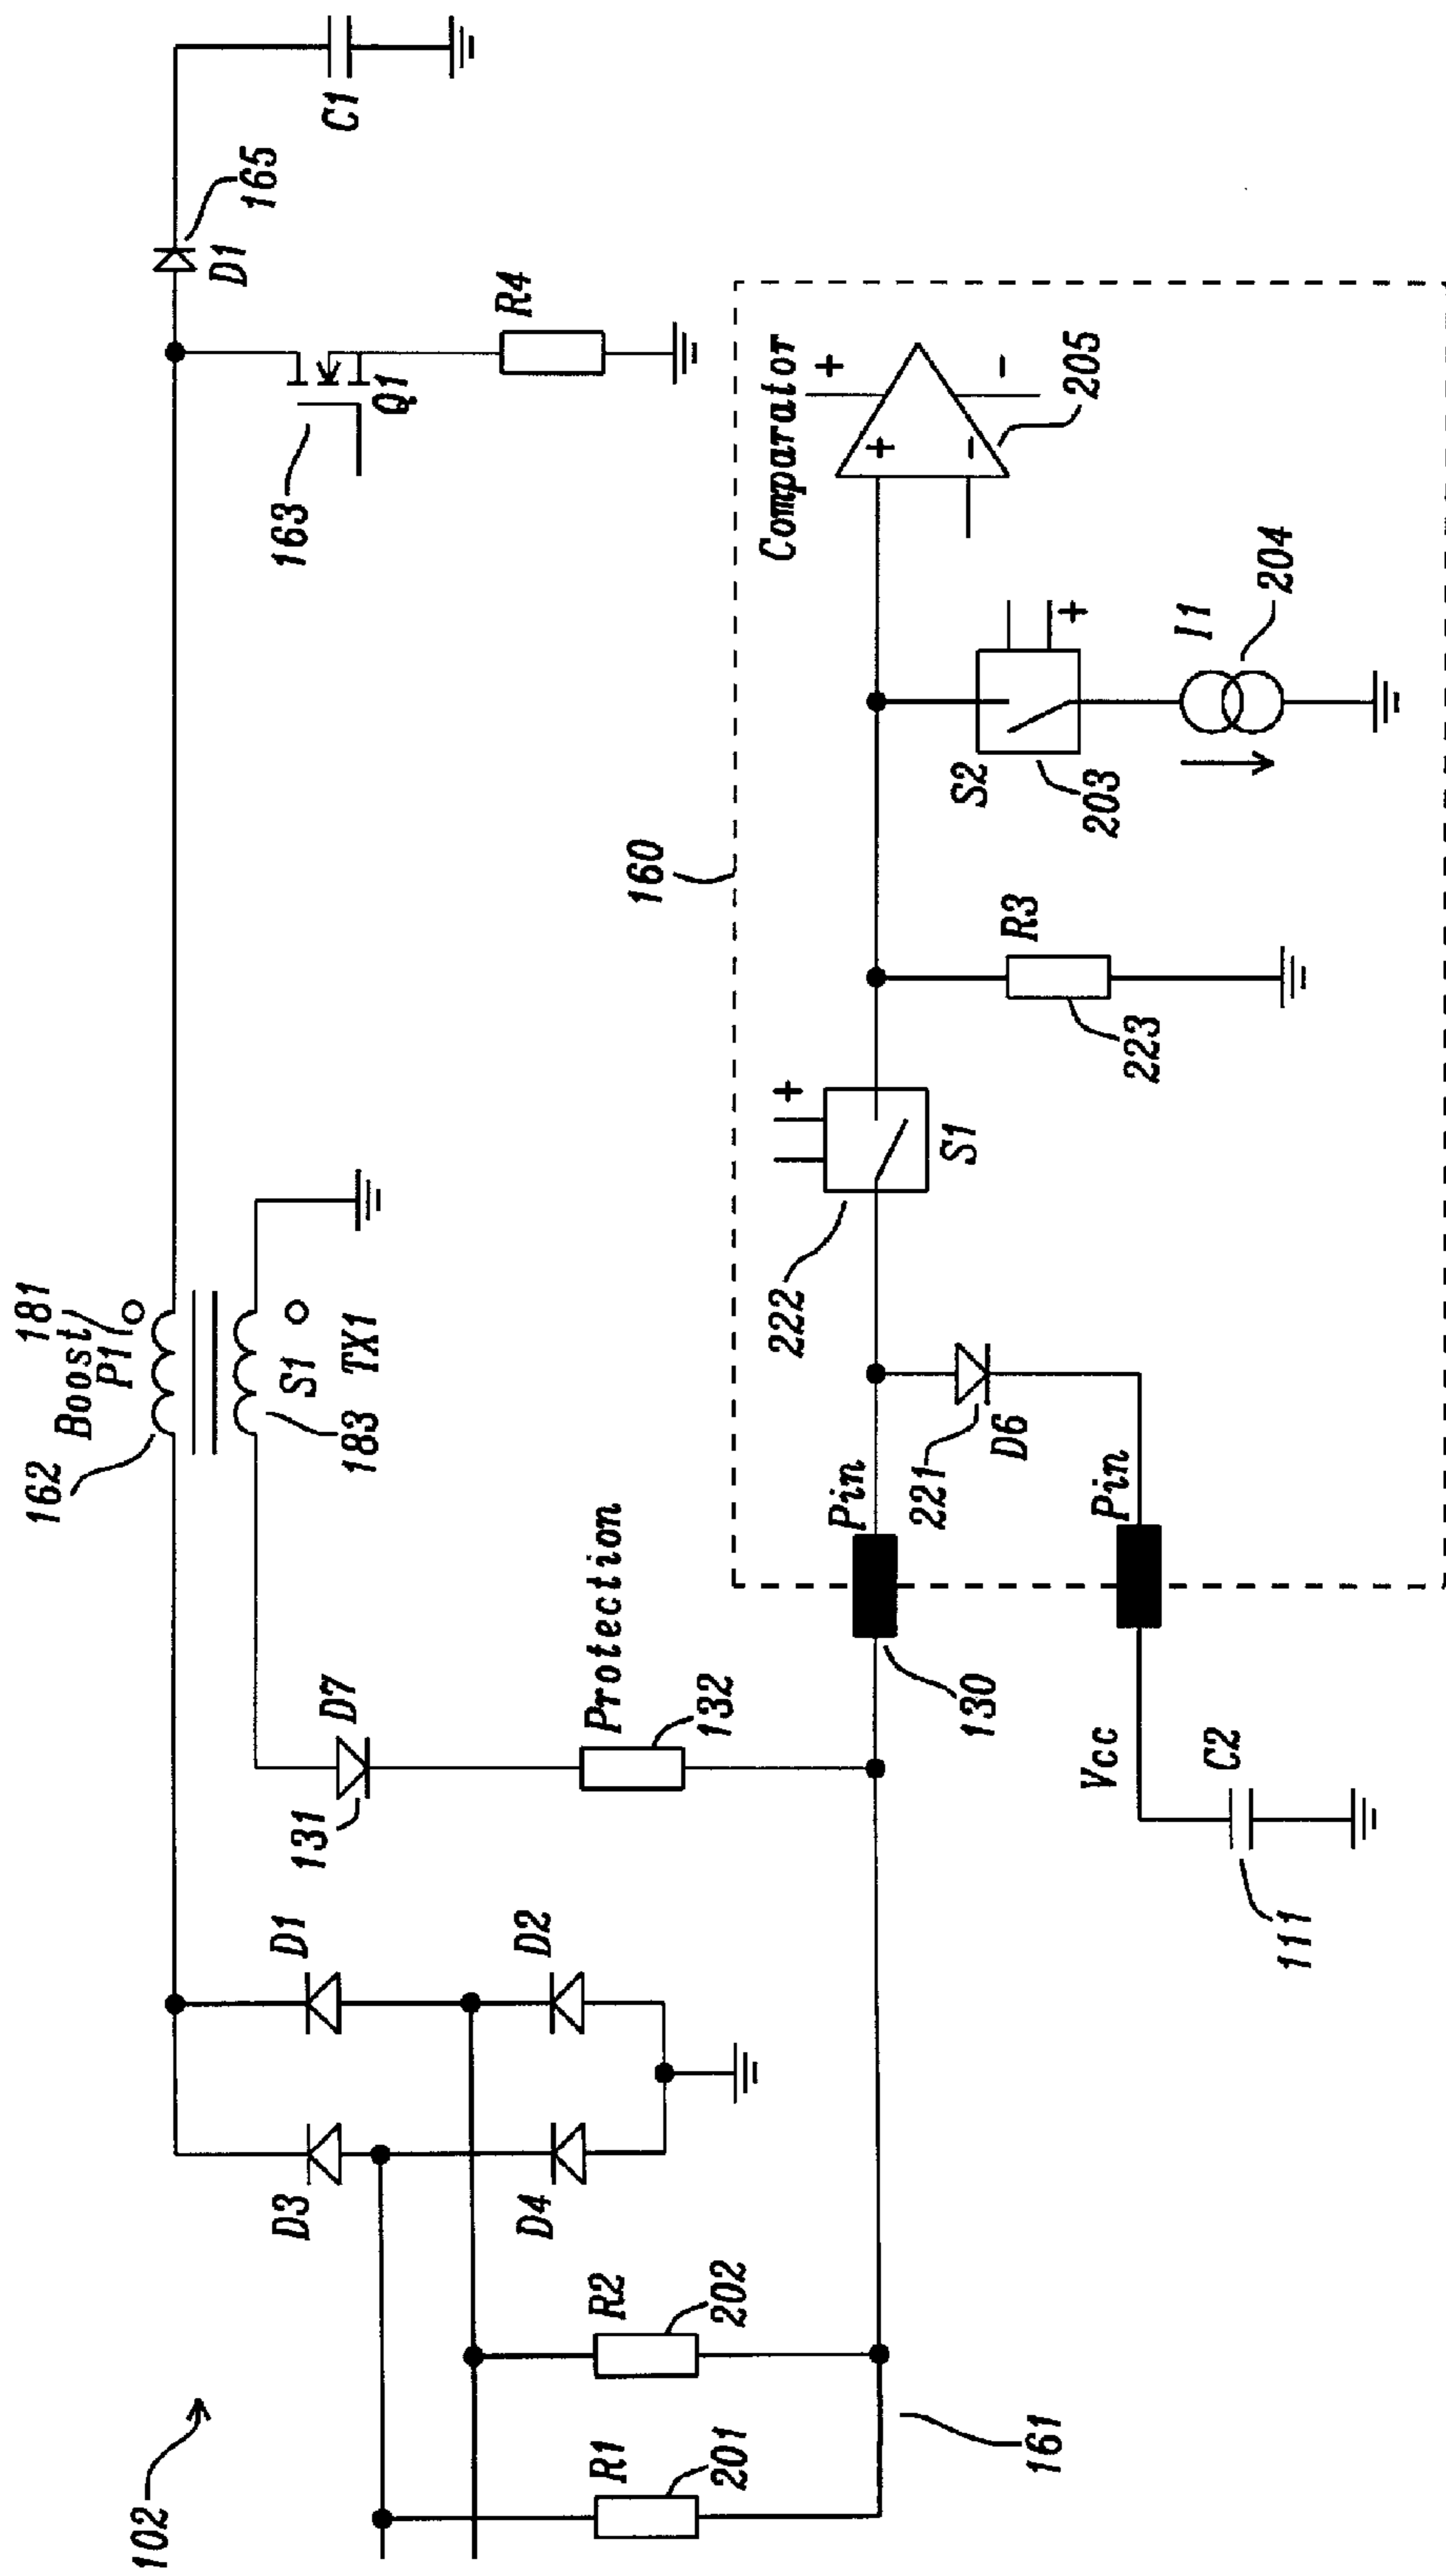 102
162
Boost
P1
181
S1
183
TX1
D1
165
C1
163
Q1
R4
D3
D1
D4
D2
131
D7
Protection
132
R1
201
R2
202
161
130
Pin
160
222
S1
+
221
D6
Pin
Vcc
C2
111
R3
223
S2
203
+
I1
204
Comparator
+
-
+
-
205